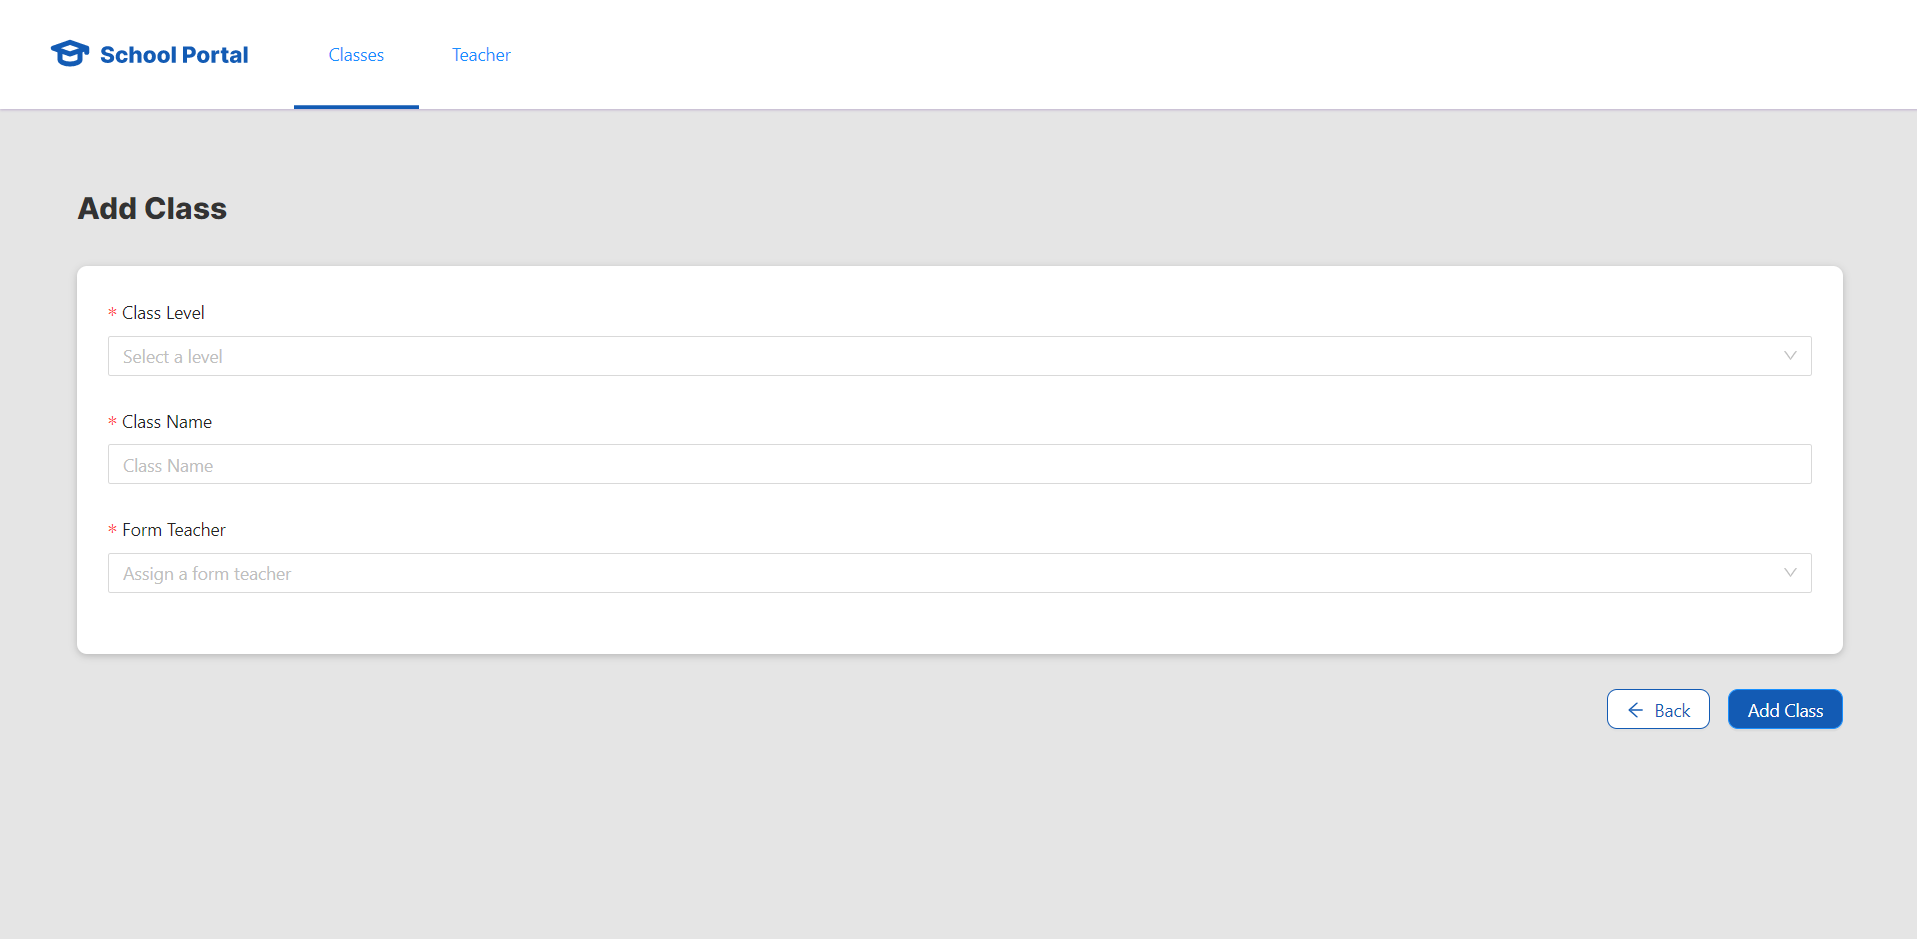 School Portal
Classes
Teacher
Add Class
* Class Level
Select a level
* Class Name
Class Name
* Form Teacher
Assign a form teacher
Back
Add Class